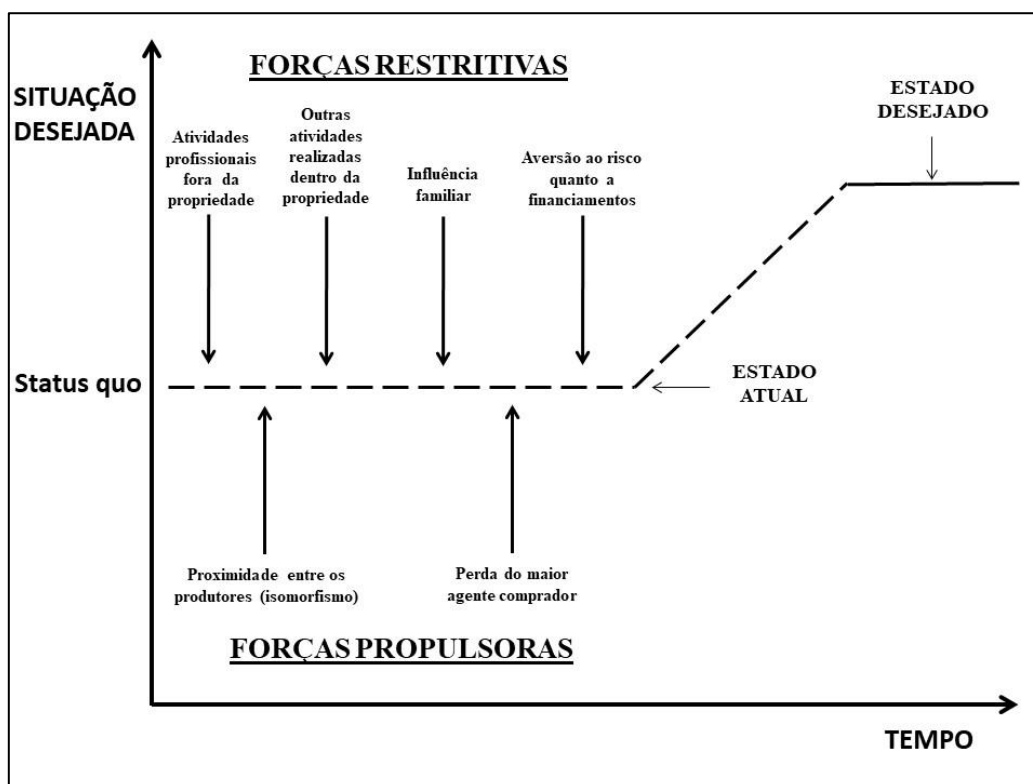 FORÇAS RESTRITIVAS
SITUAÇÃO
DESEJADA
Atividades
profissionais
fora da
propriedade
Outras
atividades
realizadas
dentro da
propriedade
Influência
familiar
Aversão ao risco
quanto a
financiamentos
ESTADO
DESEJADO
Status quo
ESTADO
ATUAL
Proximidade entre os
produtores (isomorfismo)
Perda do maior
agente comprador
FORÇAS PROPULSORAS
TEMPO